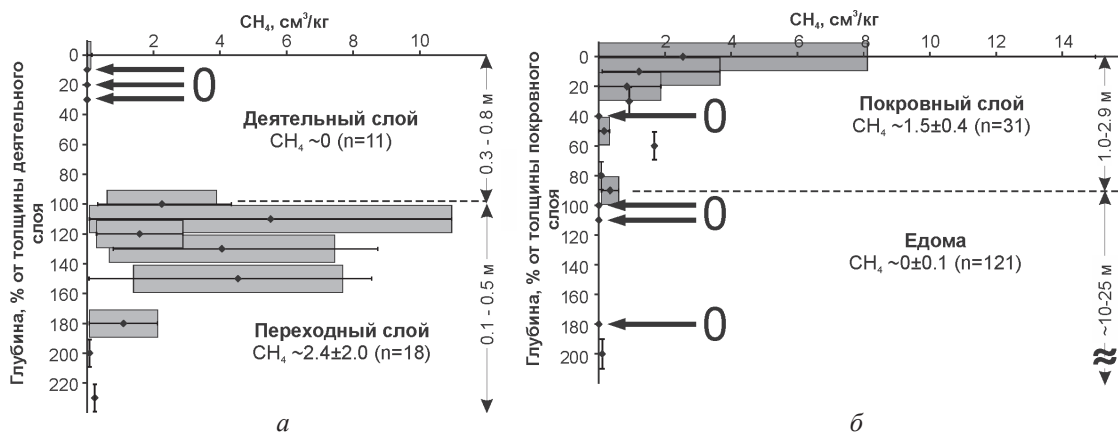 CH₄, см³/кг
2 4 6 8 10
0
20
40
60
80
100
120
140
160
180
200
220
Глубина, % от толщины деятельного
слоя
0
Деятельный слой
CH₄ ~0 (n=11)
0.3 - 0.8 м
Переходный слой
CH₄ ~2.4±2.0 (n=18)
0.1 - 0.5 м
а
CH₄, см³/кг
0 2 4 6 8 10 12 14
0
20
40
60
80
100
120
140
160
180
200
Глубина, % от толщины покровного
слоя
0
Покровный слой
CH₄ ~1.5±0.4 (n=31)
1.0-2.9 м
0
Едома
CH₄ ~0±0.1 (n=121)
0
~10-25 м
≈
б